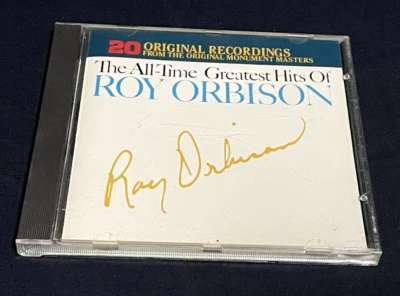 20 ORIGINAL RECORDINGS
FROM THE ORIGINAL MONUMENT MASTERS
The All-Time Greatest Hits Of
ROY ORBISON
Roy Orbison